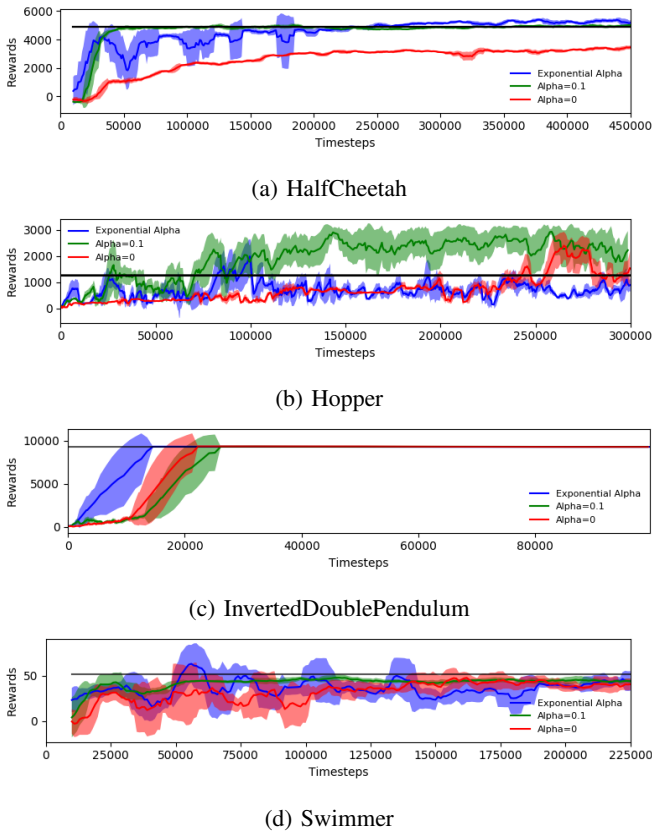 6000
4000
2000
0
Rewards
Exponential Alpha
Alpha=0.1
Alpha=0
0 50000 100000 150000 200000 250000 300000 350000 400000 450000
Timesteps
(a) HalfCheetah
3000
2000
1000
0
Rewards
Exponential Alpha
Alpha=0.1
Alpha=0
0 50000 100000 150000 200000 250000 300000
Timesteps
(b) Hopper
10000
5000
0
Rewards
Exponential Alpha
Alpha=0.1
Alpha=0
0 20000 40000 60000 80000
Timesteps
(c) InvertedDoublePendulum
50
0
Rewards
Exponential Alpha
Alpha=0.1
Alpha=0
0 25000 50000 75000 100000 125000 150000 175000 200000 225000
Timesteps
(d) Swimmer